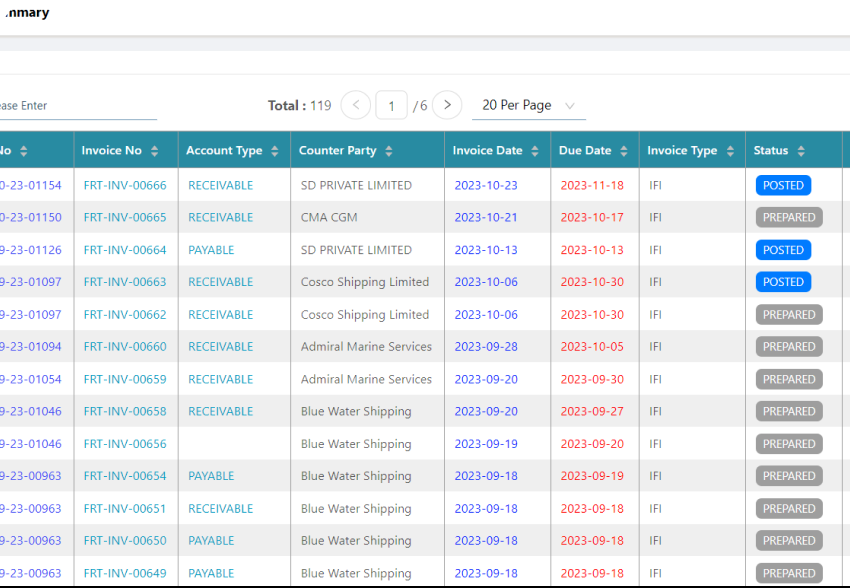 .nmary
ease Enter Total : 119 1 / 6 20 Per Page
No Invoice No Account Type Counter Party Invoice Date Due Date Invoice Type Status
0-23-01154 FRT-INV-00666 RECEIVABLE SD PRIVATE LIMITED 2023-10-23 2023-11-18 IFI POSTED
0-23-01150 FRT-INV-00665 RECEIVABLE CMA CGM 2023-10-21 2023-10-17 IFI PREPARED
9-23-01126 FRT-INV-00664 PAYABLE SD PRIVATE LIMITED 2023-10-13 2023-10-13 IFI POSTED
9-23-01097 FRT-INV-00663 RECEIVABLE Cosco Shipping Limited 2023-10-06 2023-10-30 IFI POSTED
9-23-01097 FRT-INV-00662 RECEIVABLE Cosco Shipping Limited 2023-10-06 2023-10-30 IFI PREPARED
9-23-01094 FRT-INV-00660 RECEIVABLE Admiral Marine Services 2023-09-28 2023-10-05 IFI PREPARED
9-23-01054 FRT-INV-00659 RECEIVABLE Admiral Marine Services 2023-09-20 2023-09-30 IFI PREPARED
9-23-01046 FRT-INV-00658 RECEIVABLE Blue Water Shipping 2023-09-20 2023-09-27 IFI PREPARED
9-23-01046 FRT-INV-00656 Blue Water Shipping 2023-09-19 2023-09-20 IFI PREPARED
9-23-00963 FRT-INV-00654 PAYABLE Blue Water Shipping 2023-09-18 2023-09-19 IFI PREPARED
9-23-00963 FRT-INV-00651 RECEIVABLE Blue Water Shipping 2023-09-18 2023-09-18 IFI PREPARED
9-23-00963 FRT-INV-00650 PAYABLE Blue Water Shipping 2023-09-18 2023-09-18 IFI PREPARED
9-23-00963 FRT-INV-00649 PAYABLE Blue Water Shipping 2023-09-18 2023-09-18 IFI PREPARED